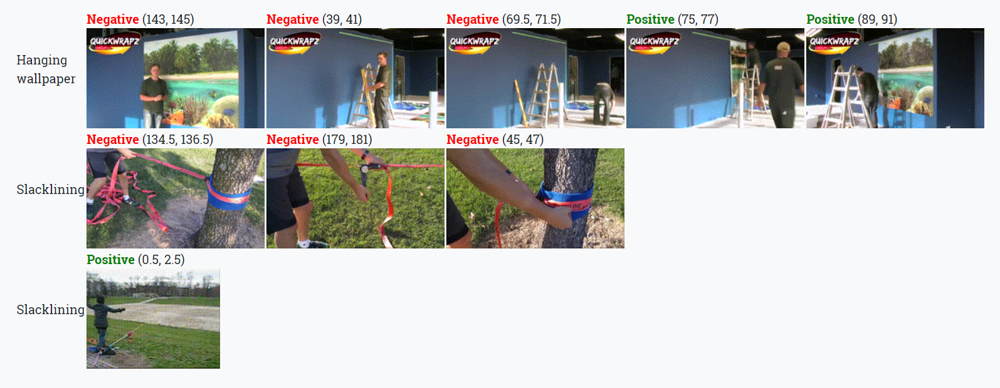 Negative (143, 145)
Negative (39, 41)
Negative (69.5, 71.5)
Positive (75, 77)
Positive (89, 91)
Hanging
wallpaper
QUICKWRAPZ
QUICKWRAPZ
QUICKWRAPZ
QUICKWRAPZ
QUICKWRAPZ
Negative (134.5, 136.5)
Negative (179, 181)
Negative (45, 47)
Slacklining
LINE
Positive (0.5, 2.5)
Slacklining